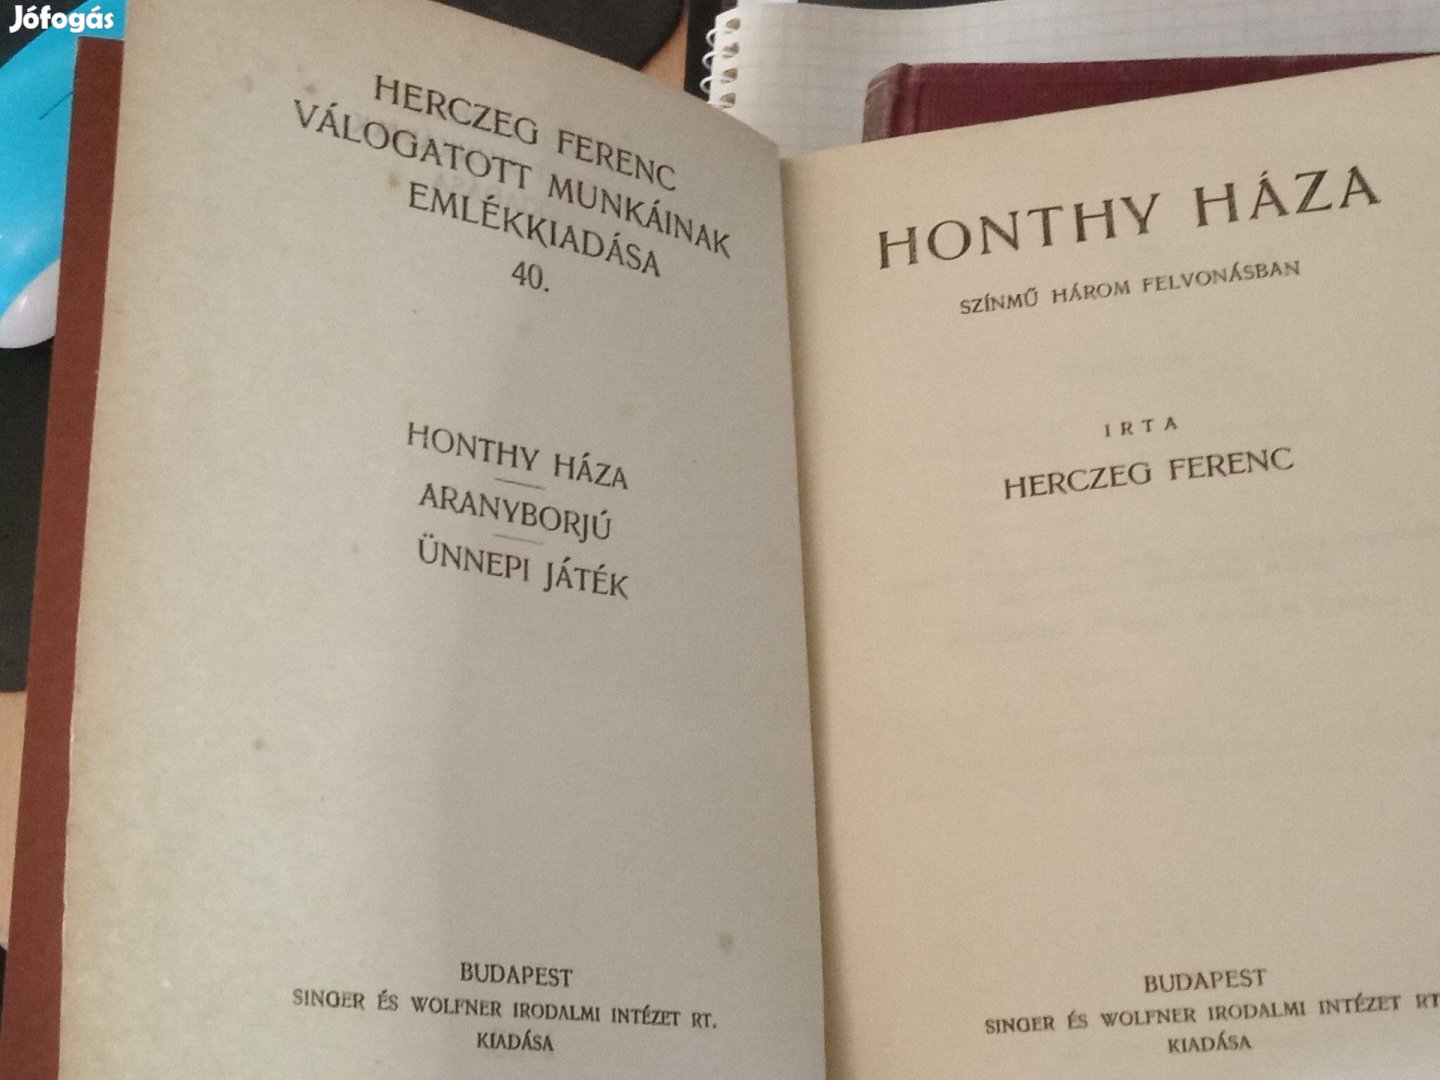 Jófogás
HERCZEG FERENC
VÁLOGATOTT MUNKÁINAK
EMLÉKKIADÁSA
40.
HONTHY HÁZA
ARANYBORJÚ
ÜNNEPI JÁTÉK
BUDAPEST
SINGER ÉS WOLFNER IRODALMI INTÉZET RT.
KIADÁSA
HONTHY HÁZA
SZÍNMŰ HÁROM FELVONÁSBAN
IRTA
HERCZEG FERENC
BUDAPEST
SINGER ÉS WOLFNER IRODALMI INTÉZET RT
KIADÁSA